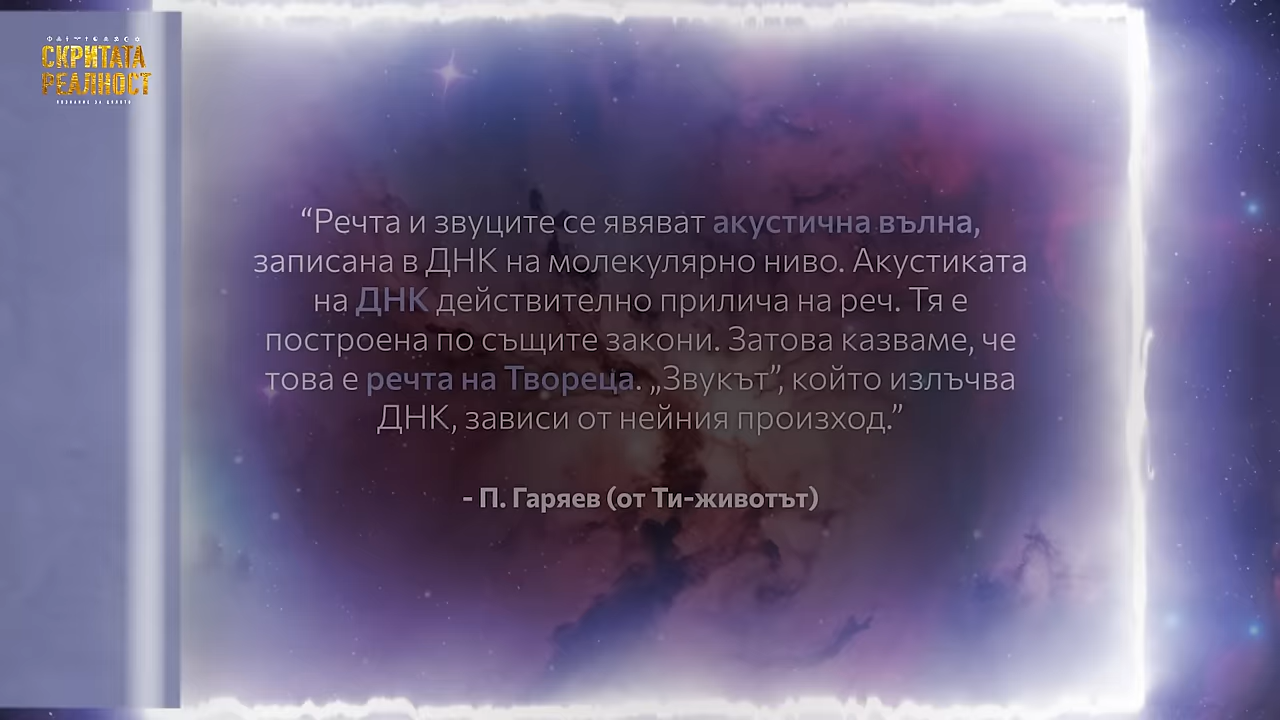 СКРИТАТА
РЕАЛНОСТ
“Речта и звуците се явяват акустична вълна,
записана в ДНК на молекулярно ниво. Акустиката
на ДНК действително прилича на реч. Тя е
построена по същите закони. Затова казваме, че
това е речта на Твореца. „Звукът”, който излъчва
ДНК, зависи от нейния произход.”
- П. Гаряев (от Ти-животът)